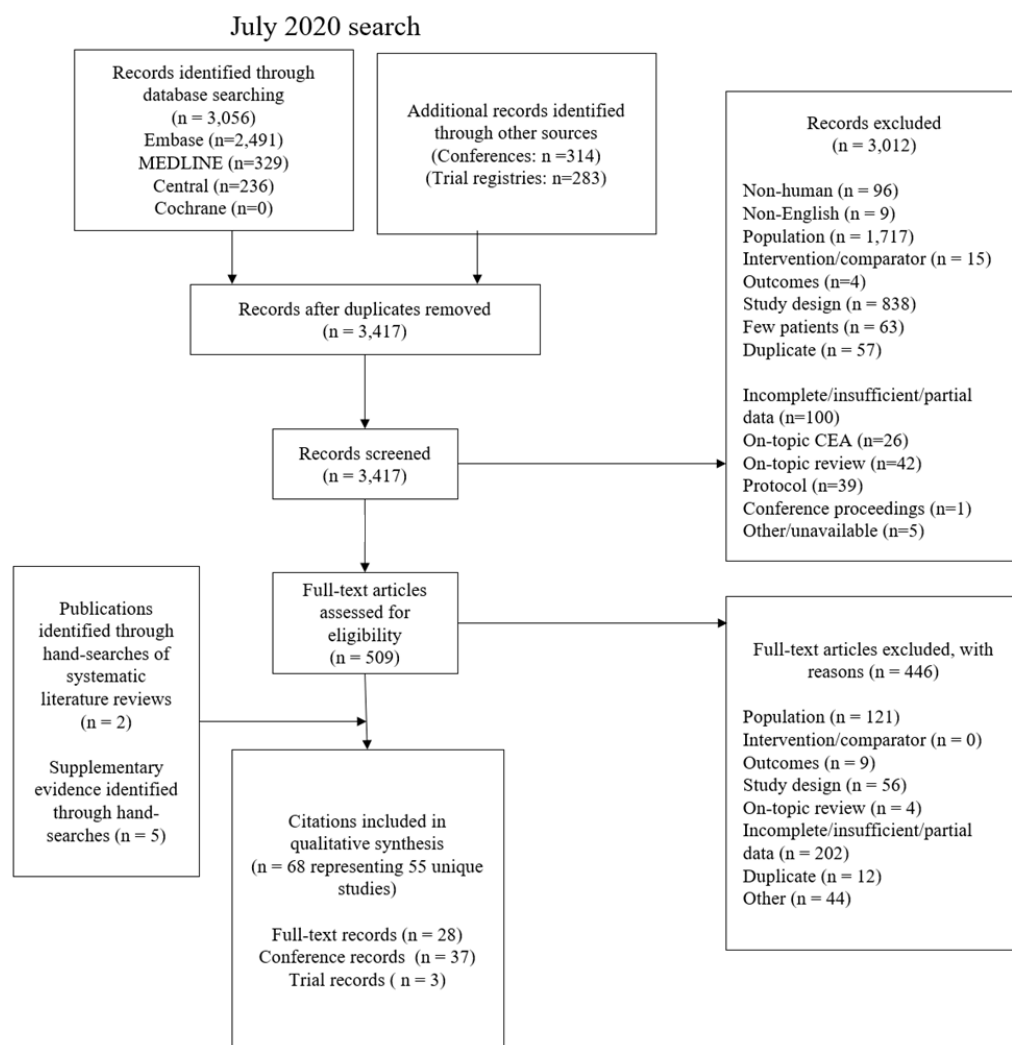 July 2020 search
Records identified through
database searching
(n = 3,056)
Embase (n=2,491)
MEDLINE (n=329)
Central (n=236)
Cochrane (n=0)
Additional records identified
through other sources
(Conferences: n =314)
(Trial registries: n=283)
Records after duplicates removed
(n = 3,417)
Records screened
(n = 3,417)
Records excluded
(n = 3,012)
Non-human (n = 96)
Non-English (n = 9)
Population (n = 1,717)
Intervention/comparator (n = 15)
Outcomes (n=4)
Study design (n = 838)
Few patients (n = 63)
Duplicate (n = 57)
Incomplete/insufficient/partial
data (n=100)
On-topic CEA (n=26)
On-topic review (n=42)
Protocol (n=39)
Conference proceedings (n=1)
Other/unavailable (n=5)
Full-text articles
assessed for
eligibility
(n = 509)
Publications
identified through
hand-searches of
systematic
literature reviews
(n = 2)
Supplementary
evidence identified
through hand-
searches (n = 5)
Full-text articles excluded, with
reasons (n = 446)
Population (n = 121)
Intervention/comparator (n = 0)
Outcomes (n = 9)
Study design (n = 56)
On-topic review (n = 4)
Incomplete/insufficient/partial
data (n = 202)
Duplicate (n = 12)
Other (n = 44)
Citations included in
qualitative synthesis
(n = 68 representing 55 unique
studies)
Full-text records (n = 28)
Conference records  (n = 37)
Trial records ( n = 3)